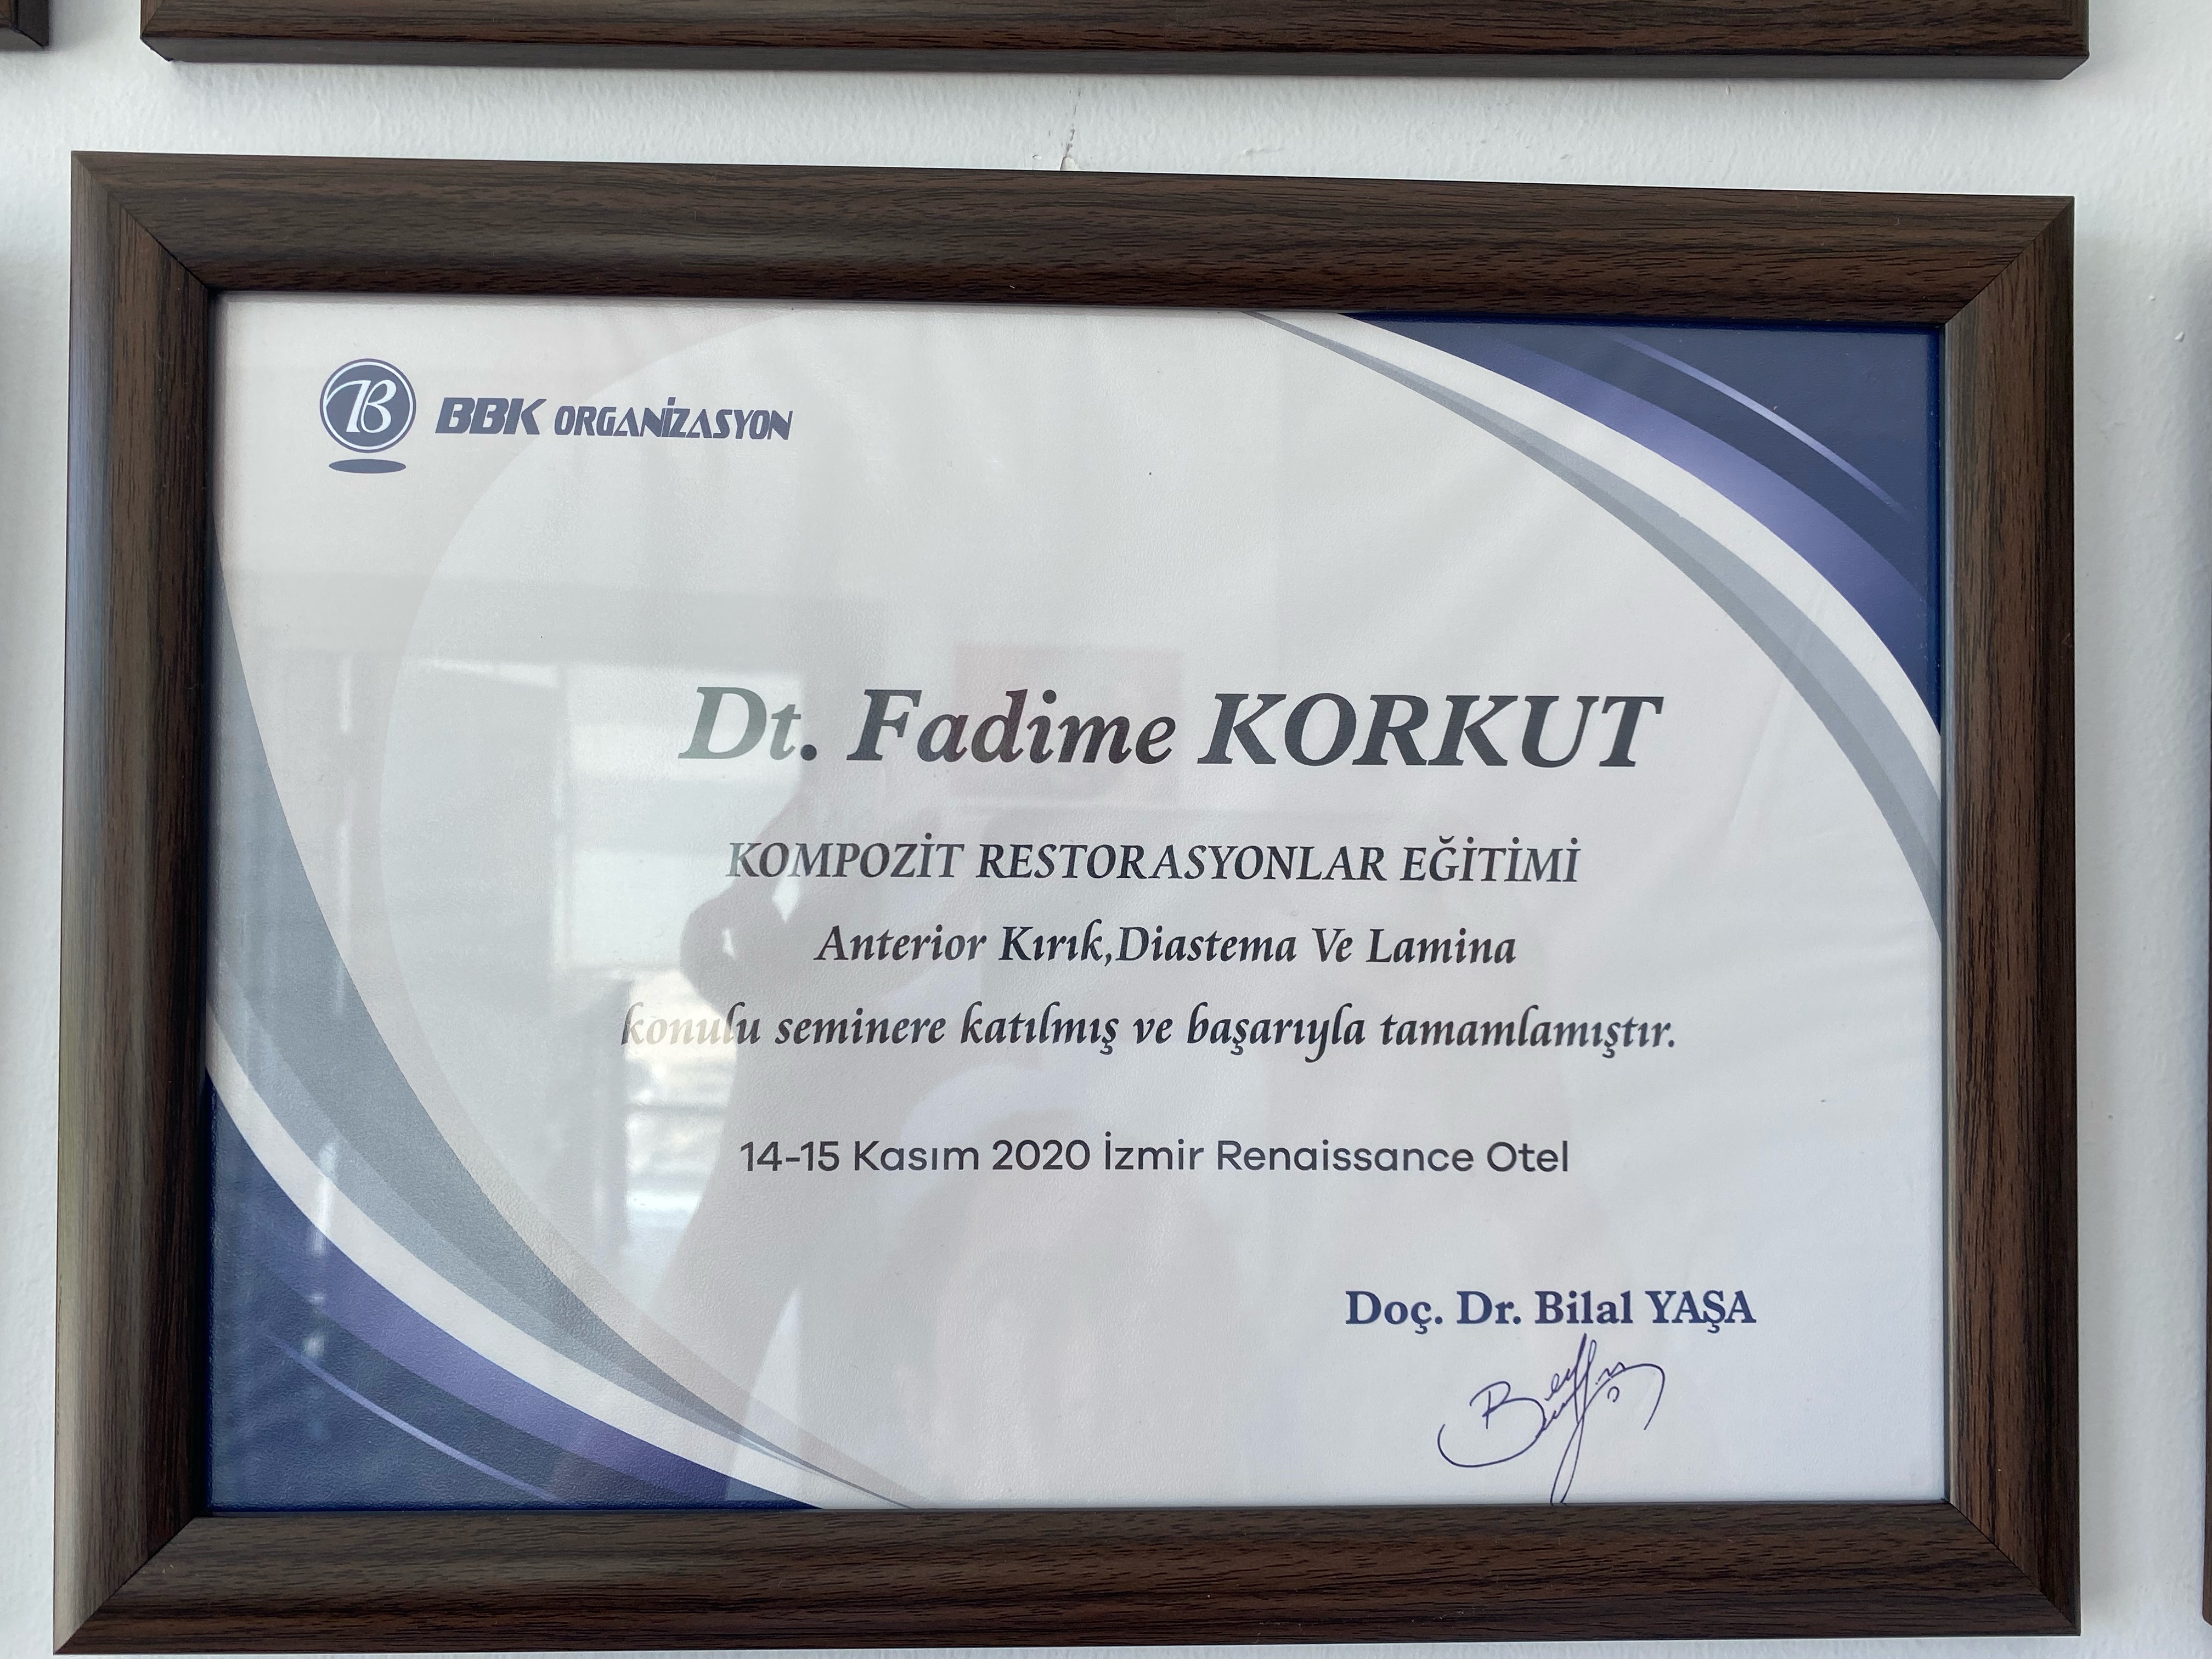 BBK ORGANİZASYON
Dt. Fadime KORKUT
KOMPOZİT RESTORASYONLAR EĞİTİMİ
Anterior Kırık,Diastema Ve Lamina
konulu seminere katılmış ve başarıyla tamamlamıştır.
14-15 Kasım 2020 İzmir Renaissance Otel
Doç. Dr. Bilal YAŞA